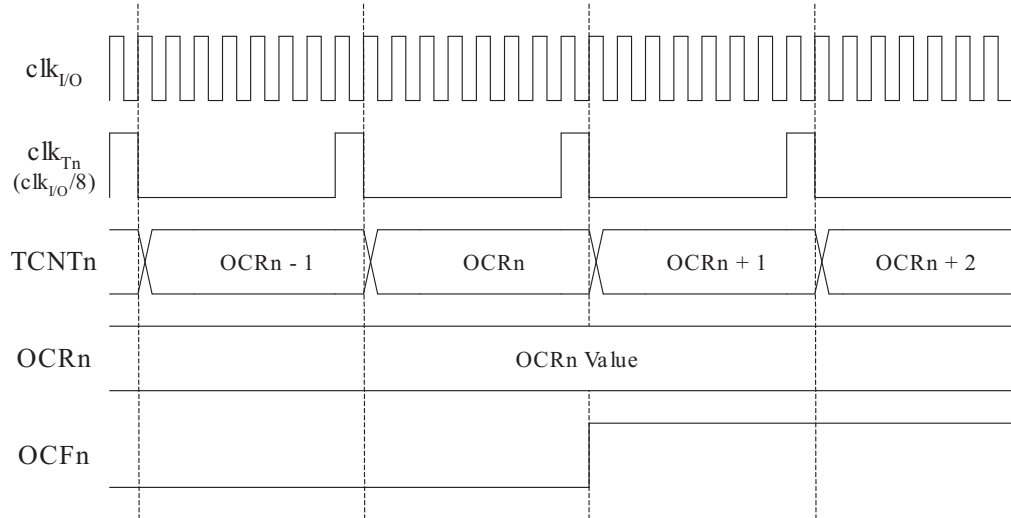 clkI/O
clkTn
(clkI/O/8)
TCNTn
OCRn - 1
OCRn
OCRn + 1
OCRn + 2
OCRn
OCRn Value
OCFn